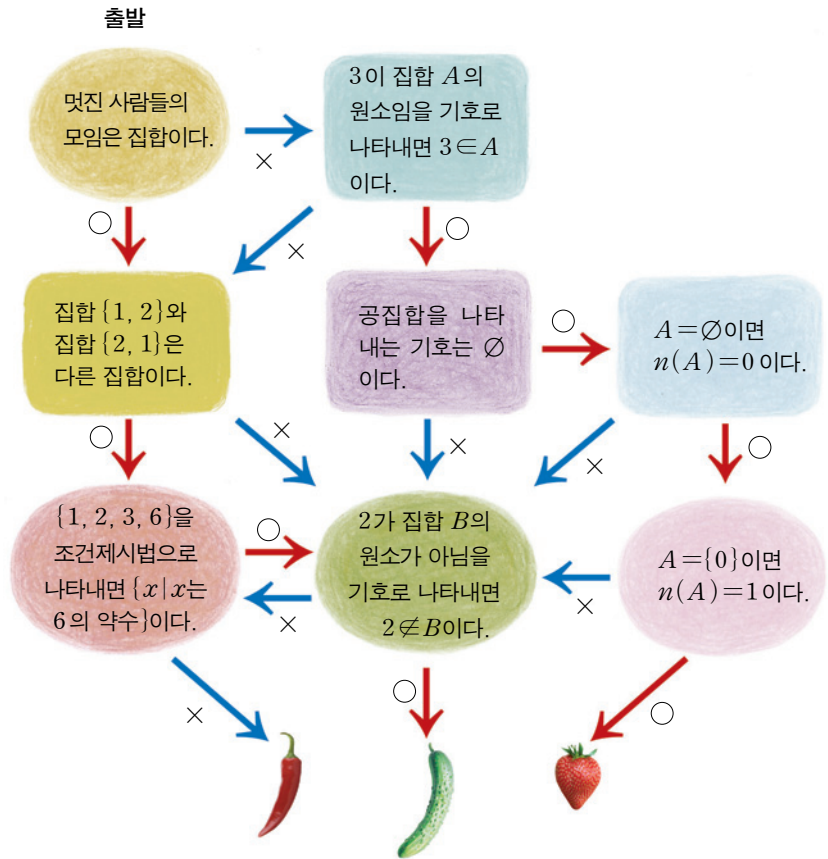 출발
멋진 사람들의
모임은 집합이다.
×
3이 집합 A의
원소임을 기호로
나타내면 3∈A
이다.
○
×
○
집합 {1, 2}와
집합 {2, 1}은
다른 집합이다.
공집합을 나타
내는 기호는 ∅
이다.
○
A=∅이면
n(A)=0이다.
○
×
×
×
○
{1, 2, 3, 6}을
조건제시법으로
나타내면 {x|x는
6의 약수}이다.
○
×
2가 집합 B의
원소가 아님을
기호로 나타내면
2∉B이다.
×
A={0}이면
n(A)=1이다.
×
○
○